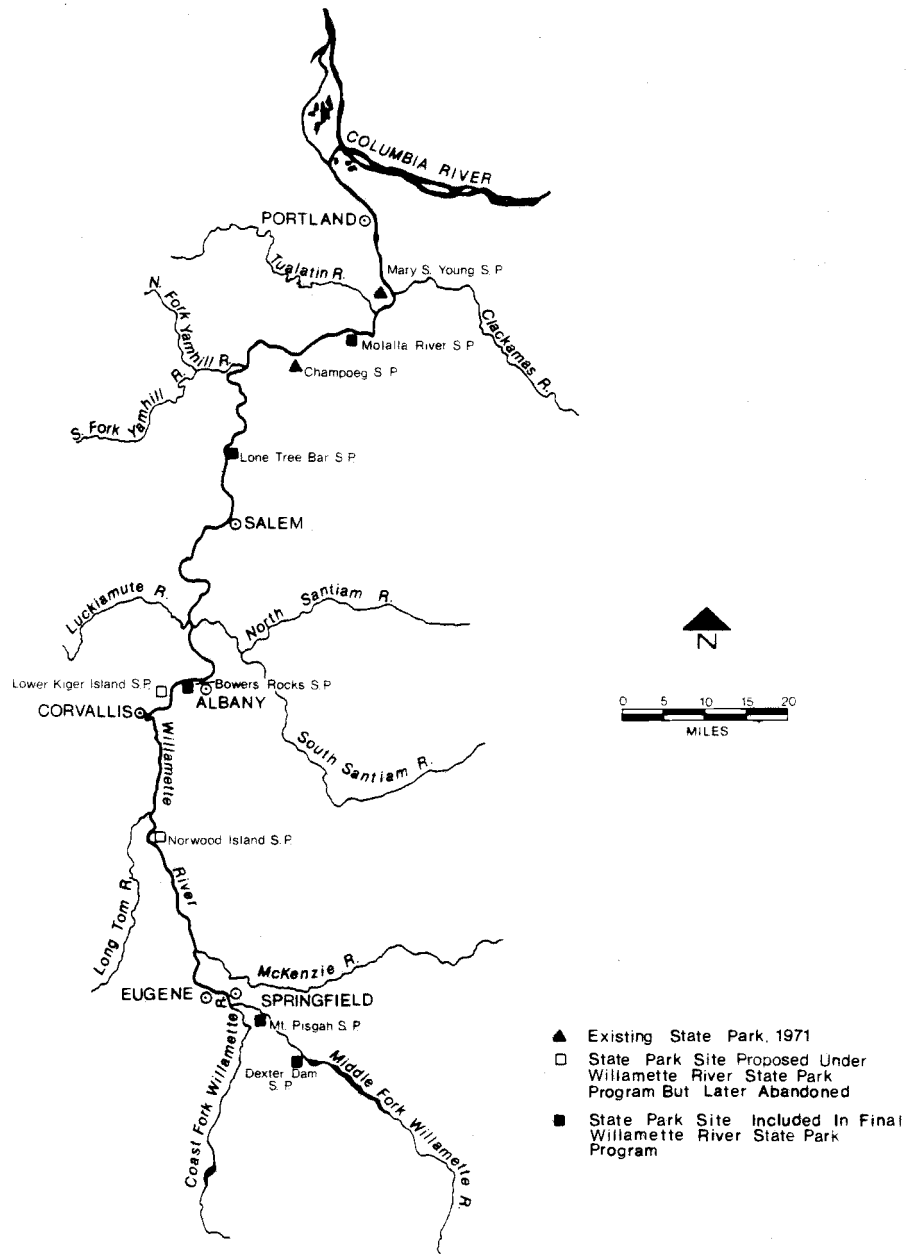 COLUMBIA RIVER
PORTLAND
Tualatin R.
Mary S. Young S.P.
N. Fork Yamhill R.
Clackamas R.
Molalla River S.P.
Champoeg S.P.
S. Fork Yamhill R.
Lone Tree Bar S.P.
SALEM
Luckiamute R.
North Santiam R.
N
Lower Kiger Island S.P.
Bowers Rocks S.P.
ALBANY
CORVALLIS
0 5 10 15 20
MILES
Willamette
River
South Santiam R.
Norwood Island S.P.
Long Tom R.
McKenzie R.
EUGENE
SPRINGFIELD
Mt. Pisgah S.P.
Dexter Dam
S.P.
Coast Fork Willamette R.
Middle Fork Willamette R.
Existing State Park, 1971
State Park Site Proposed Under
Willamette River State Park
Program But Later Abandoned
State Park Site Included In Final
Willamette River State Park
Program